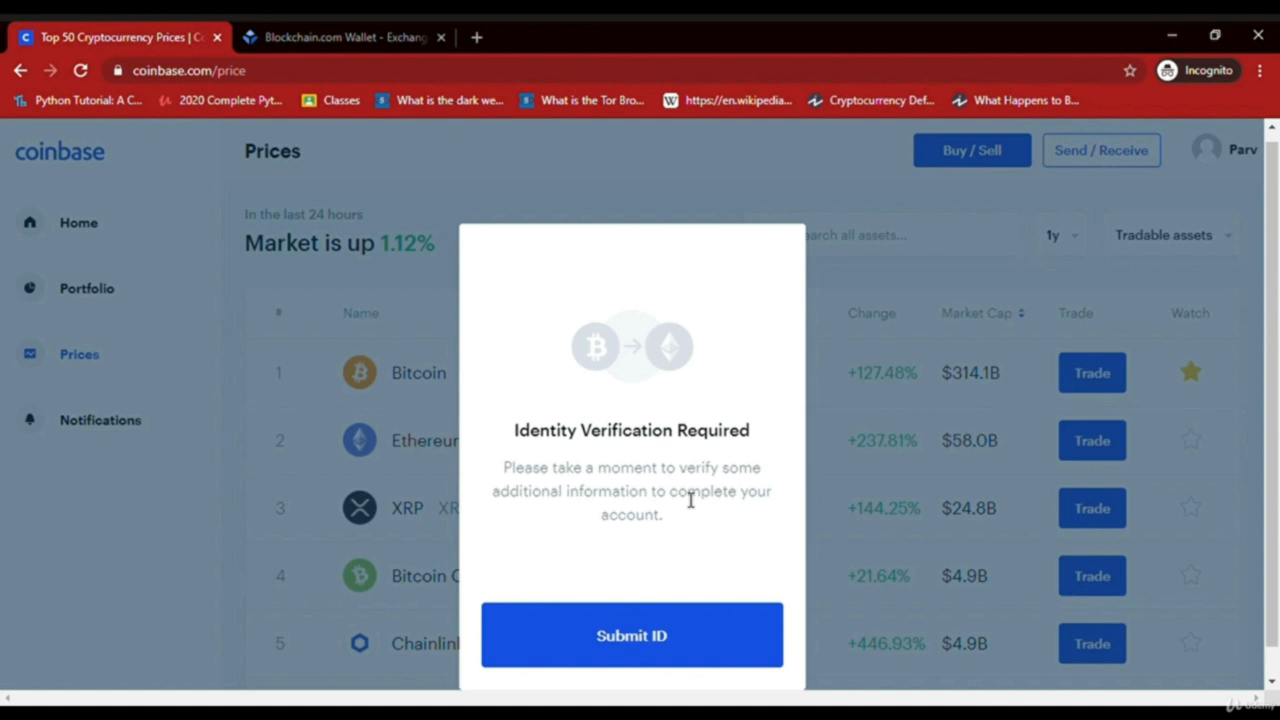 Top 50 Cryptocurrency Prices | Co
Blockchain.com Wallet - Exchang
coinbase.com/price
Incognito
Python Tutorial: A C...
2020 Complete Pyt...
Classes
What is the dark we...
What is the Tor Bro...
https://en.wikipedia...
Cryptocurrency Def...
What Happens to B...
coinbase
Prices
Buy / Sell
Send / Receive
Parv
Home
Portfolio
Prices
Notifications
In the last 24 hours
Market is up 1.12%
arch all assets...
1y
Tradable assets
# Name Change Market Cap Trade Watch
1 Bitcoin +127.48% $314.1B Trade
2 Ethereum +237.81% $58.0B Trade
3 XRP XR +144.25% $24.8B Trade
4 Bitcoin C +21.64% $4.9B Trade
5 Chainlin +446.93% $4.9B Trade
Identity Verification Required
Please take a moment to verify some
additional information to complete your
account.
Submit ID
Udemy